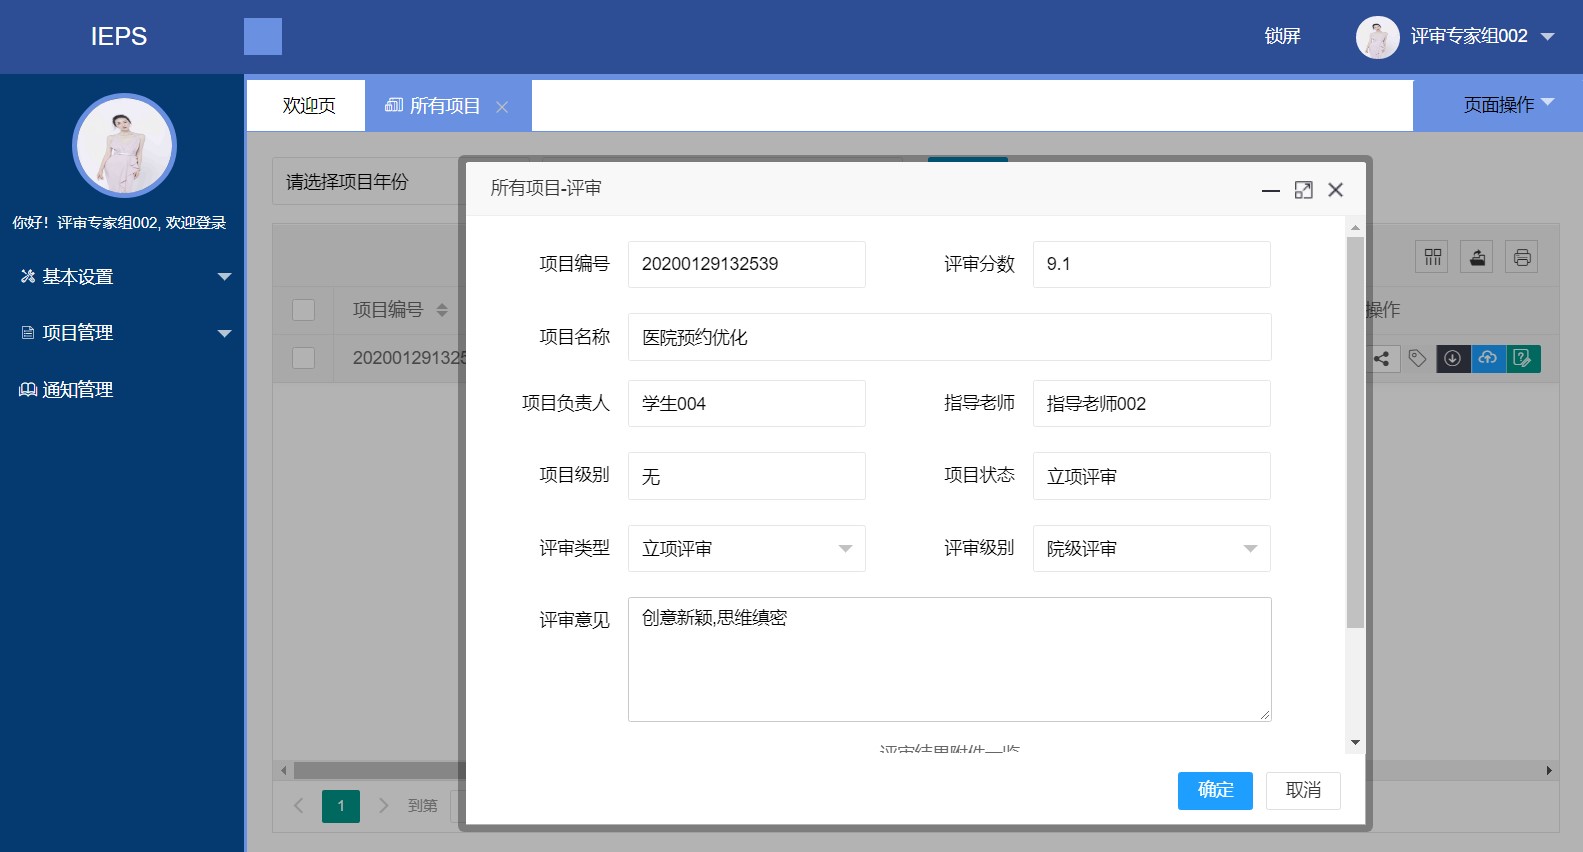 IEPS
锁屏
评审专家组002
欢迎页
所有项目
页面操作
你好！评审专家组002, 欢迎登录
基本设置
项目管理
通知管理
请选择项目年份
项目编号
操作
202001291325
1
到第
所有项目-评审
项目编号 20200129132539 评审分数 9.1
项目名称 医院预约优化
项目负责人 学生004 指导老师 指导老师002
项目级别 无 项目状态 立项评审
评审类型 立项评审 评审级别 院级评审
评审意见 创意新颖,思维缜密
评审结果附件一览
确定 取消